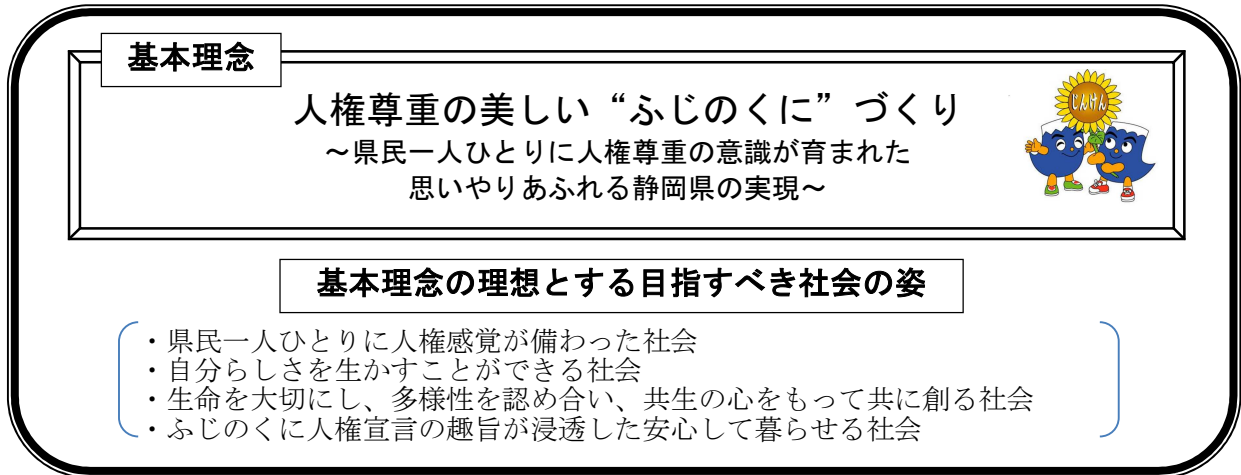 基本理念
人権尊重の美しい“ふじのくに”づくり
～県民一人ひとりに人権尊重の意識が育まれた
思いやりあふれる静岡県の実現～
じんけん
基本理念の理想とする目指すべき社会の姿
・県民一人ひとりに人権感覚が備わった社会
・自分らしさを生かすことができる社会
・生命を大切にし、多様性を認め合い、共生の心をもって共に創る社会
・ふじのくに人権宣言の趣旨が浸透した安心して暮らせる社会